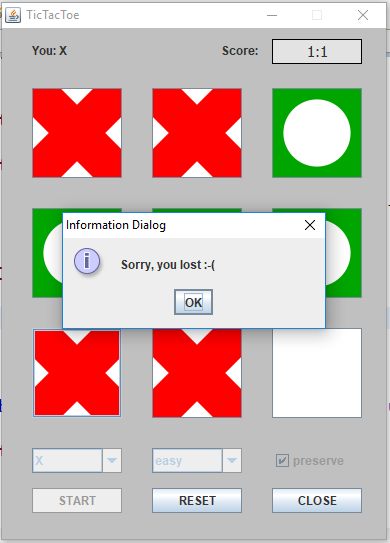 TicTacToe
You: X
Score:
1:1
Information Dialog
Sorry, you lost :-(
OK
X
easy
preserve
START
RESET
CLOSE